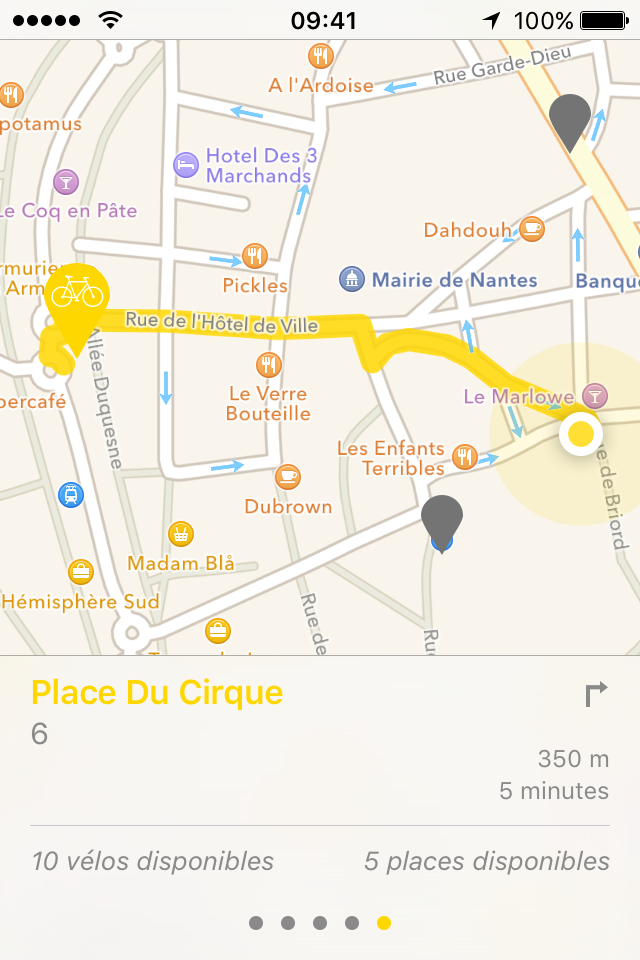 09:41
100%
Rue Garde-Dieu
A l'Ardoise
potamus
Hotel Des 3
Marchands
Le Coq en Pâte
Dahdouh
Pickles
Mairie de Nantes
Banqu
Arm
Rue de l'Hôtel de Ville
Allée Duquesne
Le Verre
Bouteille
Le Marlowe
percafé
Les Enfants
Terribles
e de Briord
Dubrown
Madam Blå
Hémisphère Sud
Rue de
Rue
Place Du Cirque
6
350 m
5 minutes
10 vélos disponibles
5 places disponibles